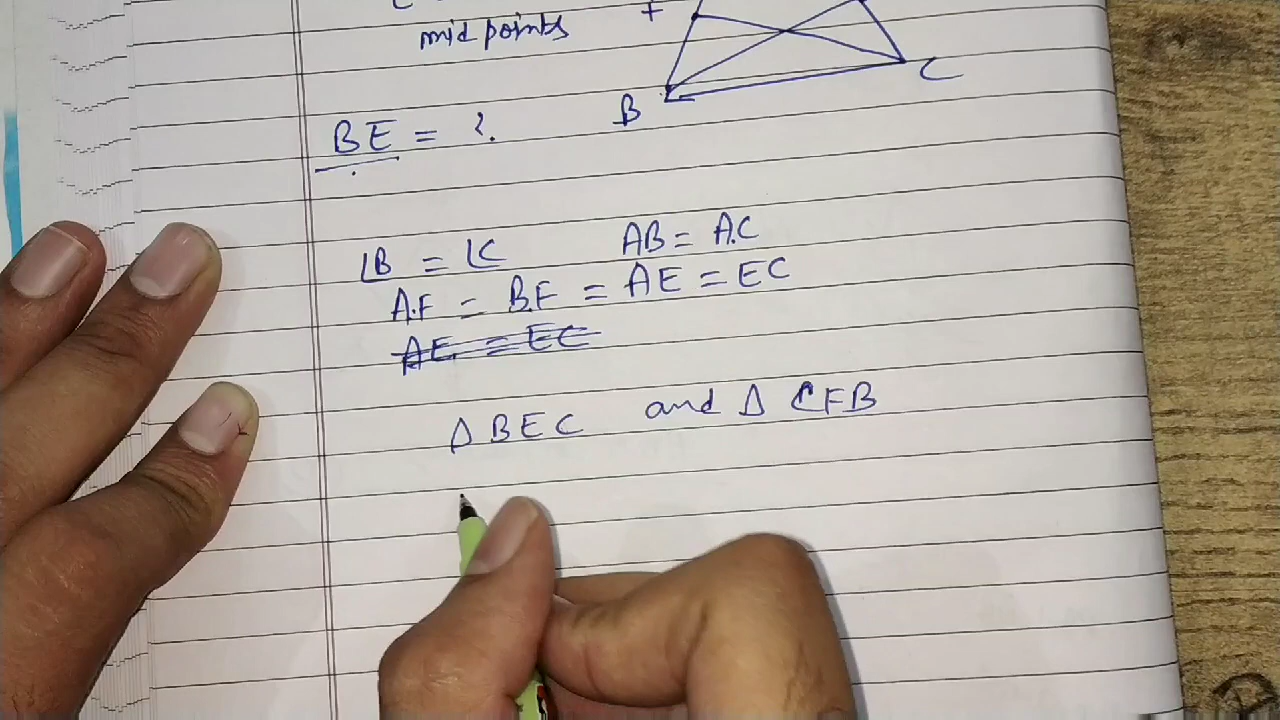 mid points
F
C
B
BE = ?.
∠B = ∠C AB = AC
AF = BF = AE = EC
AE = EC
Δ BEC and Δ CFB